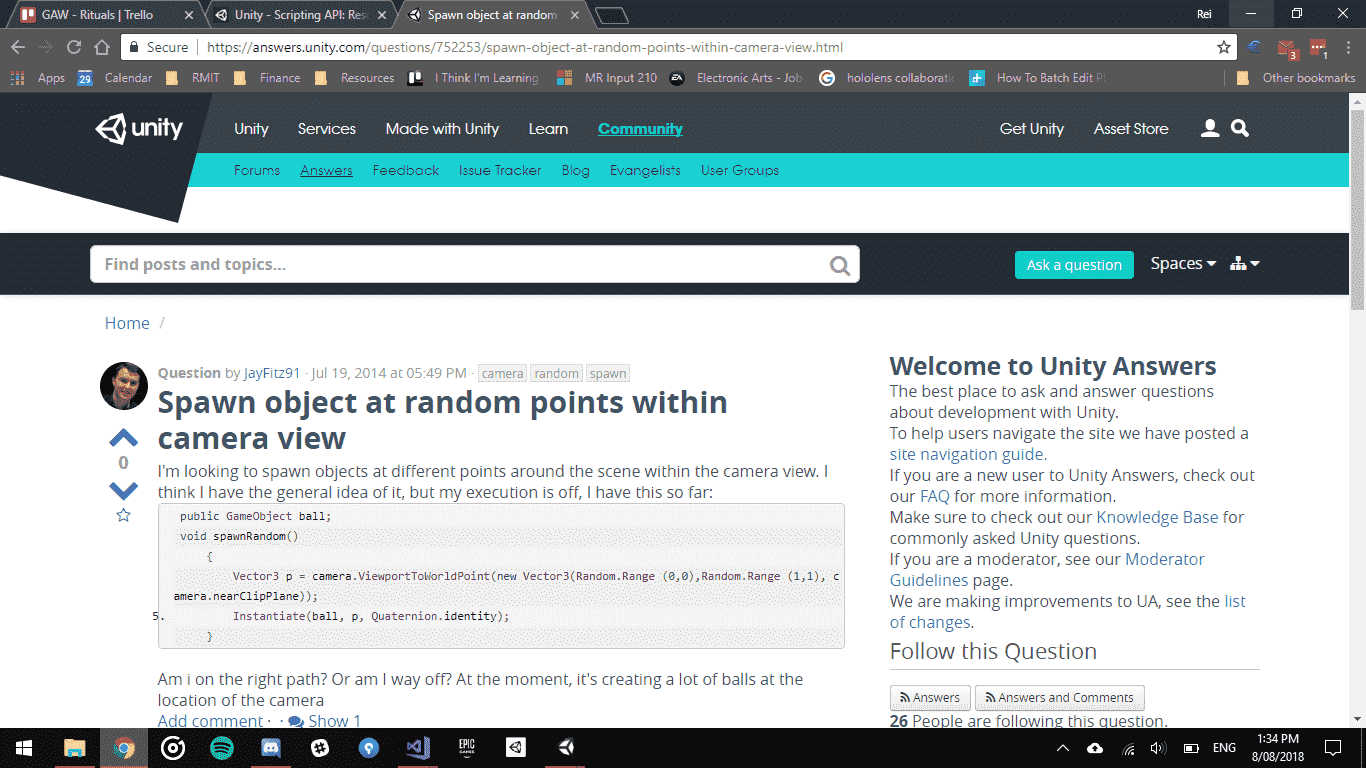 GAW - Rituals | Trello
Unity - Scripting API: Reso
Spawn object at random
Rei
Secure
https://answers.unity.com/questions/752253/spawn-object-at-random-points-within-camera-view.html
3
1
Apps
29
Calendar
RMIT
Finance
Resources
I Think I'm Learning
MR Input 210
EA
Electronic Arts - Job
G
hololens collaborati
How To Batch Edit P
Other bookmarks
unity
Unity
Services
Made with Unity
Learn
Community
Get Unity
Asset Store
Forums
Answers
Feedback
Issue Tracker
Blog
Evangelists
User Groups
Find posts and topics...
Ask a question
Spaces
Home /
Question by JayFitz91 · Jul 19, 2014 at 05:49 PM · camera random spawn
Spawn object at random points within
camera view
0
I'm looking to spawn objects at different points around the scene within the camera view. I
think I have the general idea of it, but my execution is off, I have this so far:
public GameObject ball;
void spawnRandom()
{
Vector3 p = camera.ViewportToWorldPoint(new Vector3(Random.Range (0,0),Random.Range (1,1), c
amera.nearClipPlane));
5. Instantiate(ball, p, Quaternion.identity);
}
Am i on the right path? Or am I way off? At the moment, it's creating a lot of balls at the
location of the camera
Add comment · · Show 1
Welcome to Unity Answers
The best place to ask and answer questions
about development with Unity.
To help users navigate the site we have posted a
site navigation guide.
If you are a new user to Unity Answers, check out
our FAQ for more information.
Make sure to check out our Knowledge Base for
commonly asked Unity questions.
If you are a moderator, see our Moderator
Guidelines page.
We are making improvements to UA, see the list
of changes.
Follow this Question
Answers
Answers and Comments
26 People are following this question.
EPIC
GAMES
ENG
1:34 PM
8/08/2018